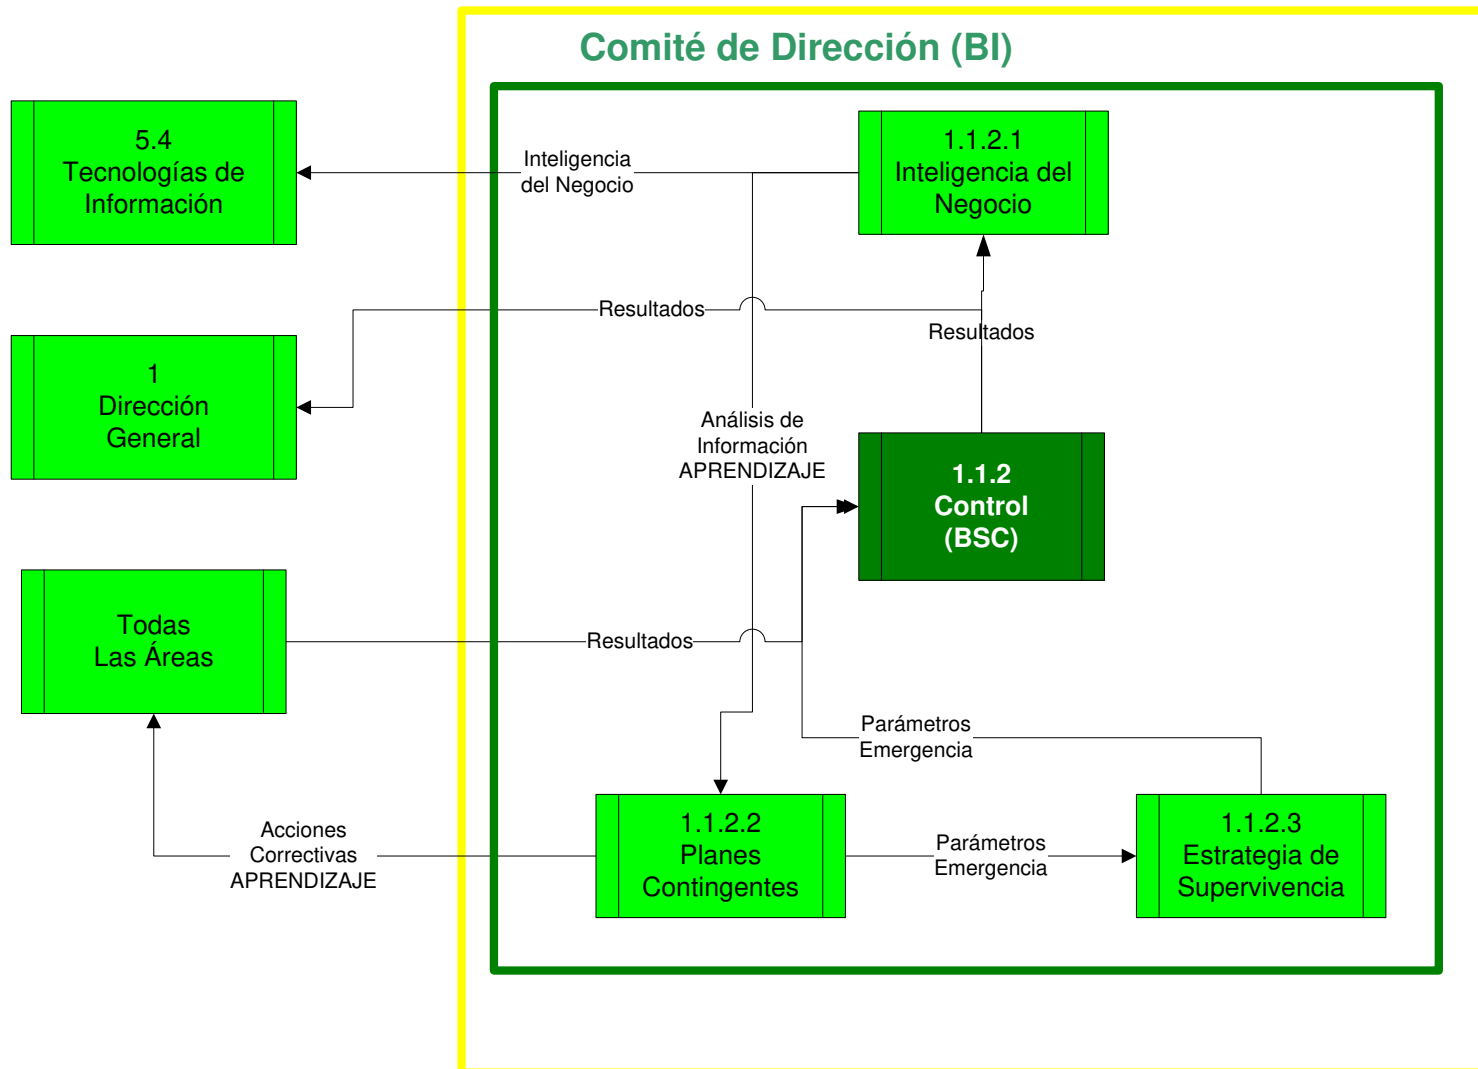 Comité de Dirección (BI)
5.4
Tecnologías de
Información
Inteligencia
del Negocio
1.1.2.1
Inteligencia del
Negocio
Resultados
Resultados
1
Dirección
General
Análisis de
Información
APRENDIZAJE
1.1.2
Control
(BSC)
Todas
Las Áreas
Resultados
Parámetros
Emergencia
Acciones
Correctivas
APRENDIZAJE
1.1.2.2
Planes
Contingentes
Parámetros
Emergencia
1.1.2.3
Estrategia de
Supervivencia